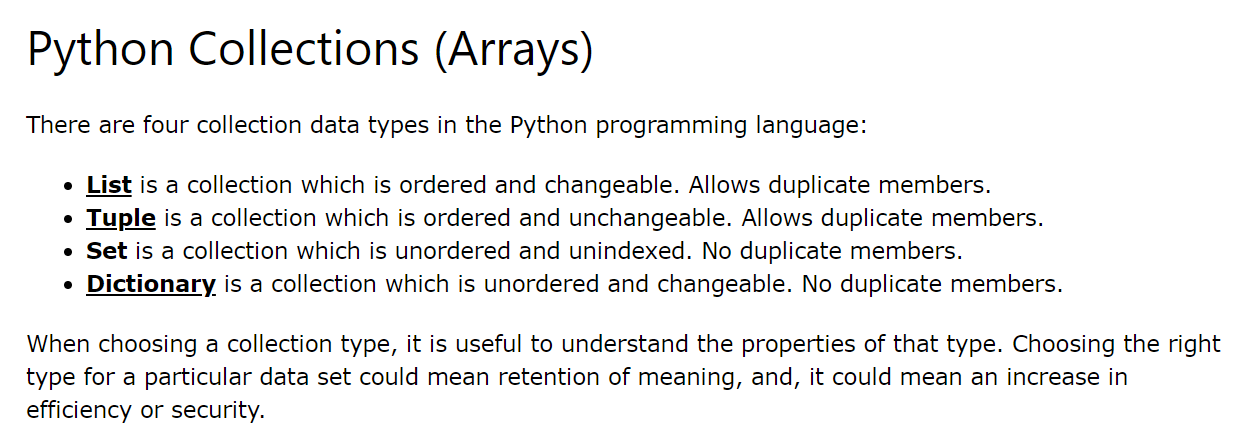 Python Collections (Arrays)
There are four collection data types in the Python programming language:
• List is a collection which is ordered and changeable. Allows duplicate members.
• Tuple is a collection which is ordered and unchangeable. Allows duplicate members.
• Set is a collection which is unordered and unindexed. No duplicate members.
• Dictionary is a collection which is unordered and changeable. No duplicate members.
When choosing a collection type, it is useful to understand the properties of that type. Choosing the right
type for a particular data set could mean retention of meaning, and, it could mean an increase in
efficiency or security.